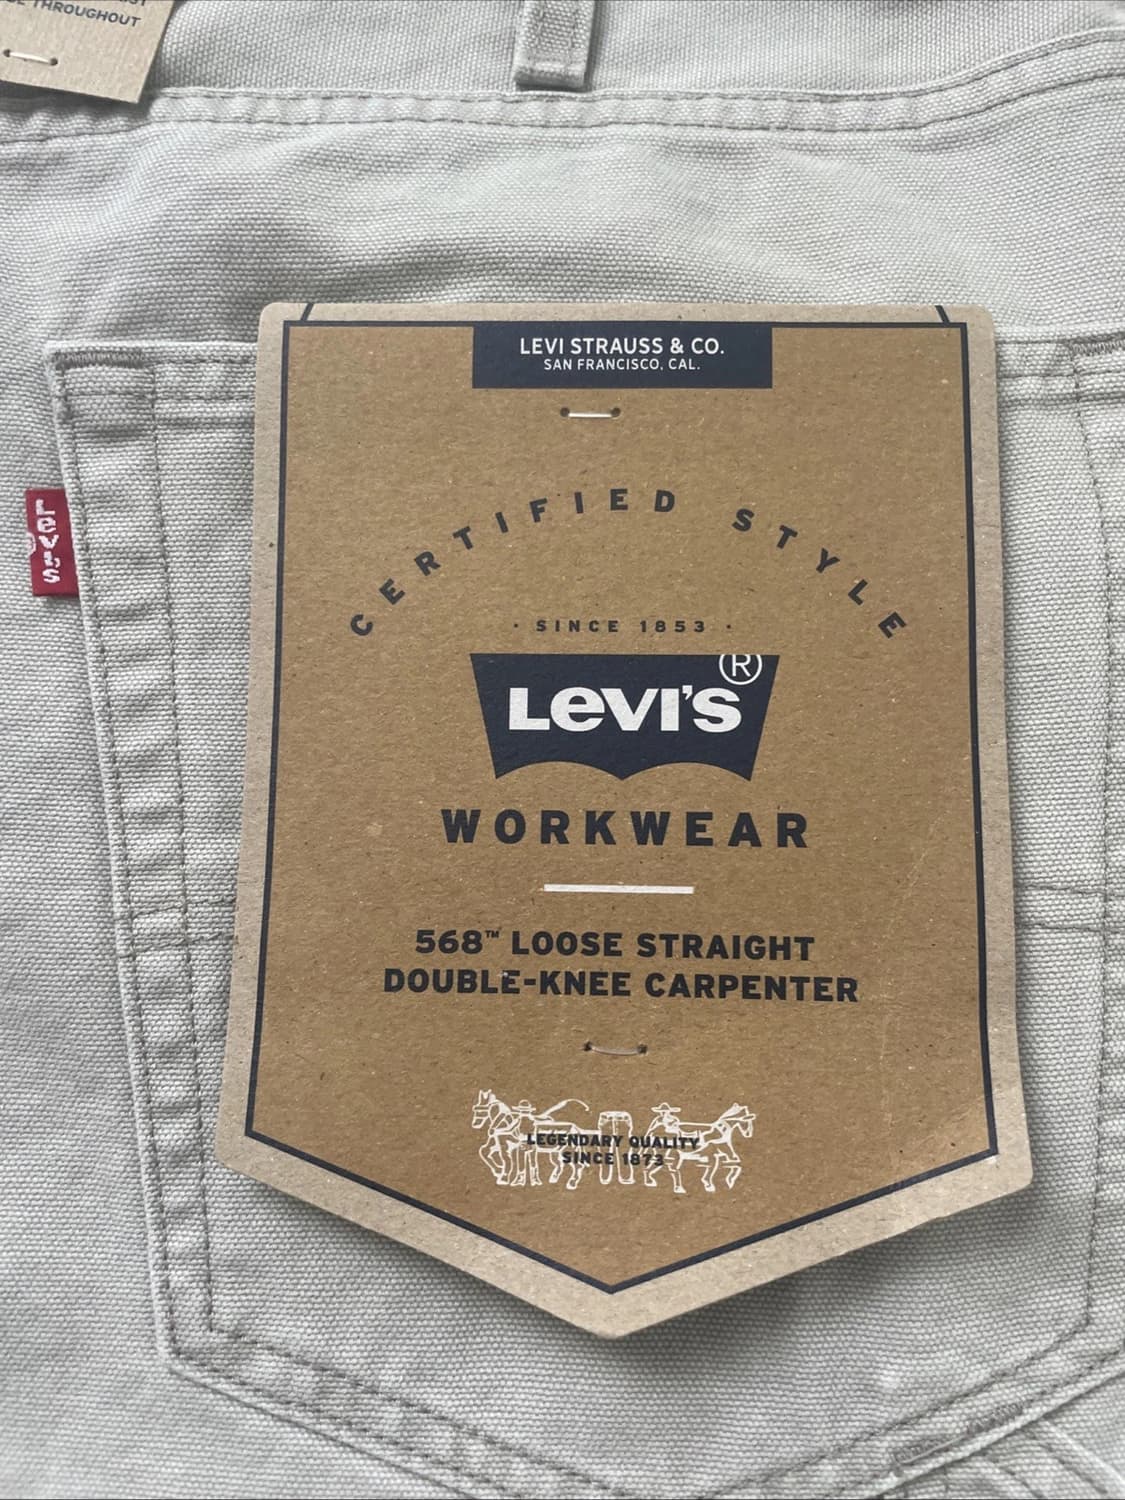 THROUGHOUT
LEVI STRAUSS & CO.
SAN FRANCISCO, CAL.
CERTIFIED STYLE
· SINCE 1853 ·
LEVI'S®
WORKWEAR
568™ LOOSE STRAIGHT
DOUBLE-KNEE CARPENTER
LEGENDARY QUALITY
SINCE 1873
Levi's